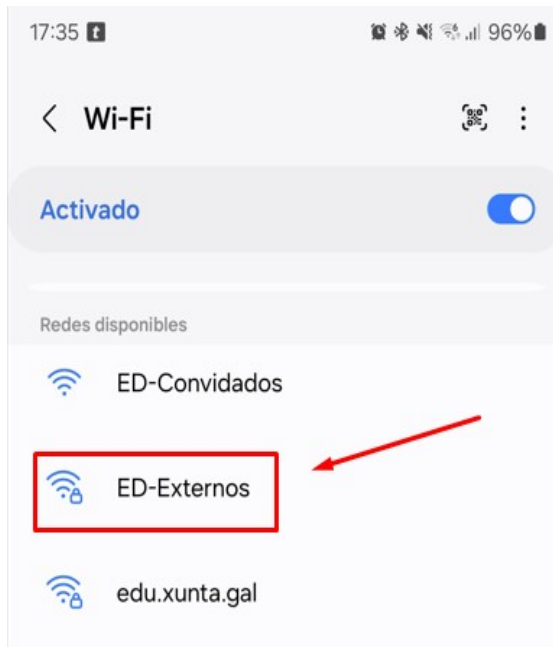 17:35 t 96%
Wi-Fi
Activado
Redes disponibles
ED-Convidados
ED-Externos
edu.xunta.gal